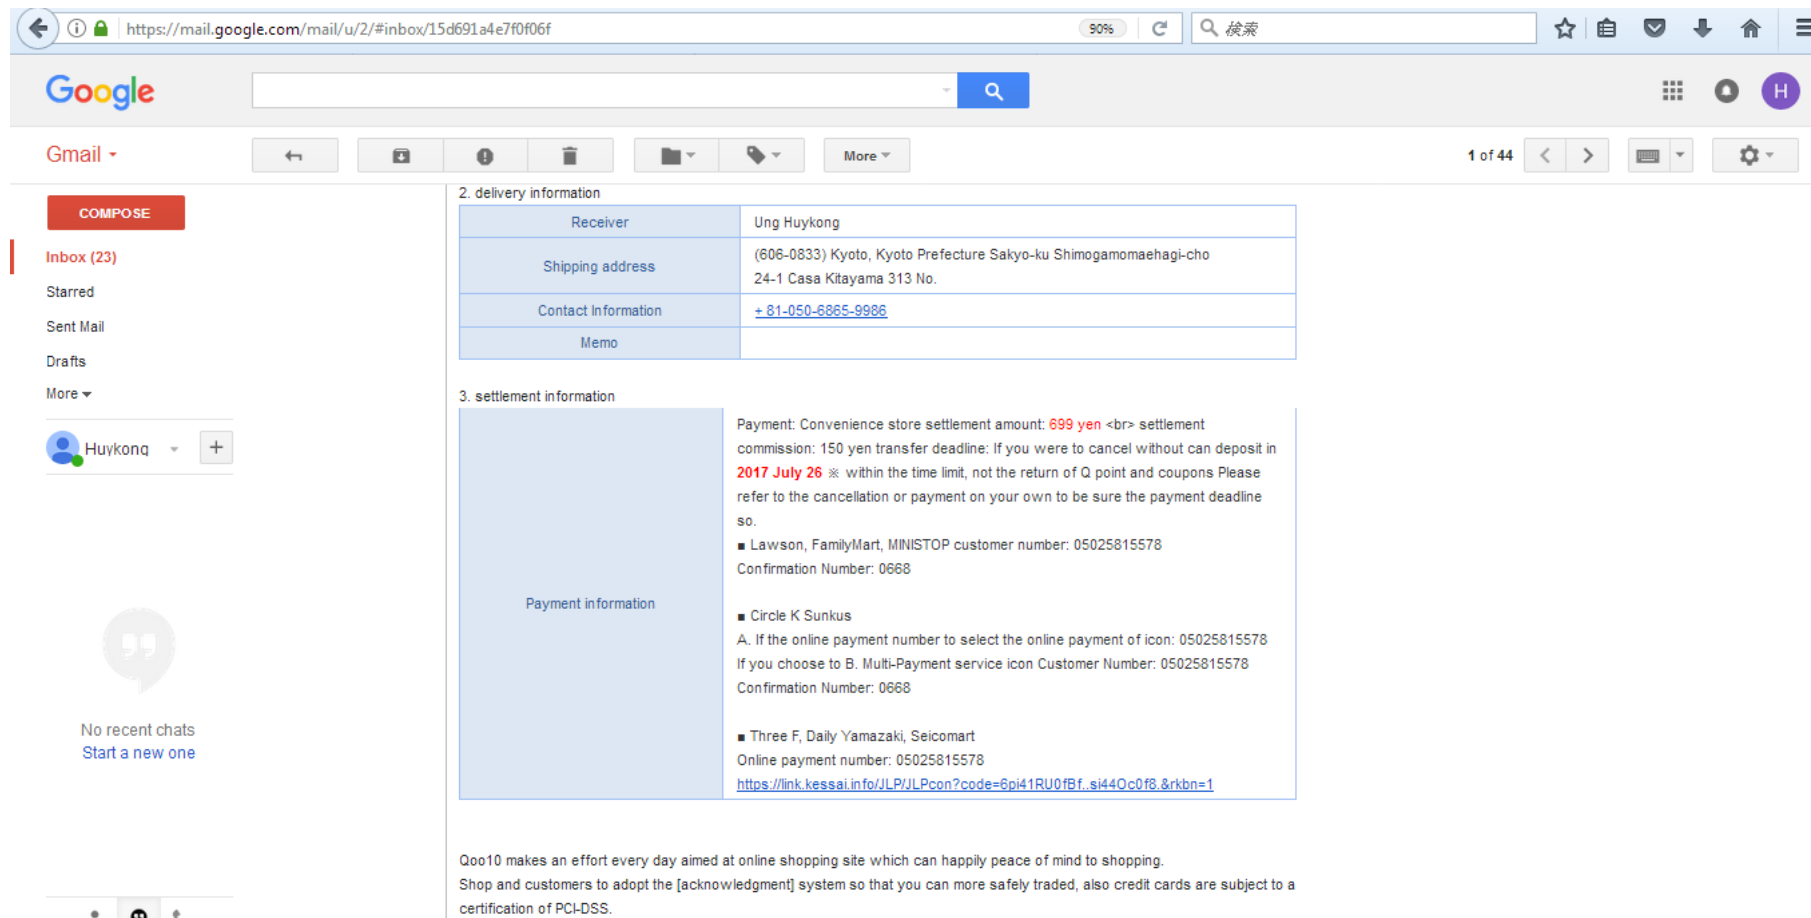 https://mail.google.com/mail/u/2/#inbox/15d691a4e7f0f06f
90%
検索
Google
H
Gmail
More
1 of 44
COMPOSE
Inbox (23)
Starred
Sent Mail
Drafts
More
Huykong
No recent chats
Start a new one
2. delivery information
Receiver
Ung Huykong
Shipping address
(606-0833) Kyoto, Kyoto Prefecture Sakyo-ku Shimogamomaehagi-cho
24-1 Casa Kitayama 313 No.
Contact Information
+ 81-050-6865-9986
Memo
3. settlement information
Payment information
Payment: Convenience store settlement amount: 699 yen <br> settlement
commission: 150 yen transfer deadline: If you were to cancel without can deposit in
2017 July 26 ※ within the time limit, not the return of Q point and coupons Please
refer to the cancellation or payment on your own to be sure the payment deadline
so.
■ Lawson, FamilyMart, MINISTOP customer number: 05025815578
Confirmation Number: 0668
■ Circle K Sunkus
A. If the online payment number to select the online payment of icon: 05025815578
If you choose to B. Multi-Payment service icon Customer Number: 05025815578
Confirmation Number: 0668
■ Three F, Daily Yamazaki, Seicomart
Online payment number: 05025815578
https://link.kessai.info/JLP/JLPcon?code=6pi41RU0fBf..si44Oc0f8.&rkbn=1
Qoo10 makes an effort every day aimed at online shopping site which can happily peace of mind to shopping.
Shop and customers to adopt the [acknowledgment] system so that you can more safely traded, also credit cards are subject to a
certification of PCI-DSS.